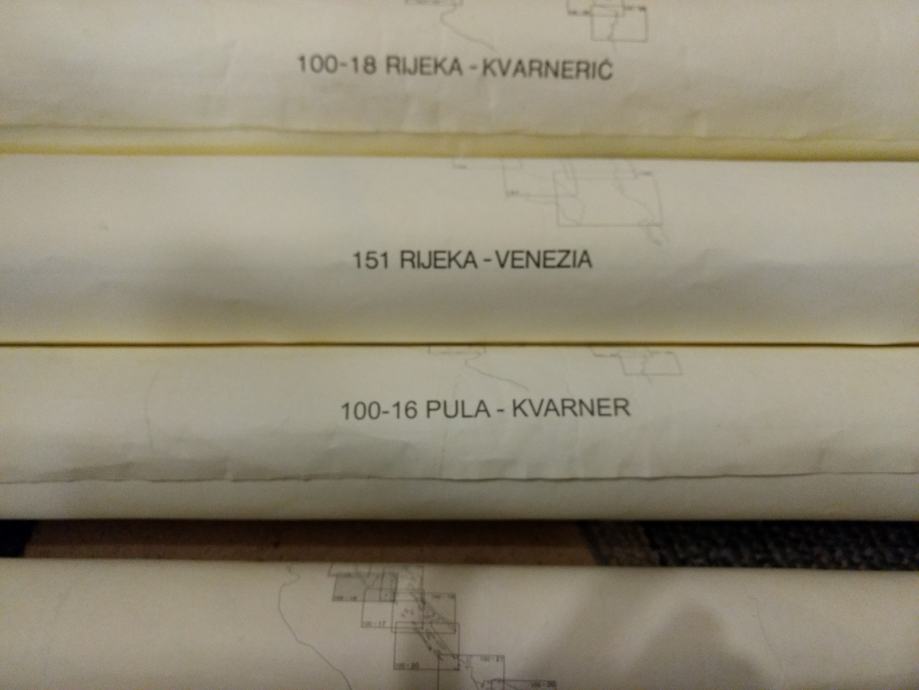 100-18 RIJEKA - KVARNERIĆ
151 RIJEKA - VENEZIA
100-16 PULA - KVARNER